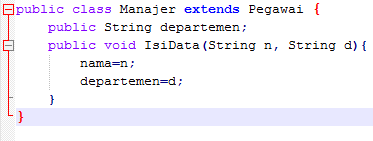 public class Manajer extends Pegawai {
    public String departemen;
    public void IsiData(String n, String d){
        nama=n;
        departemen=d;
    }
}